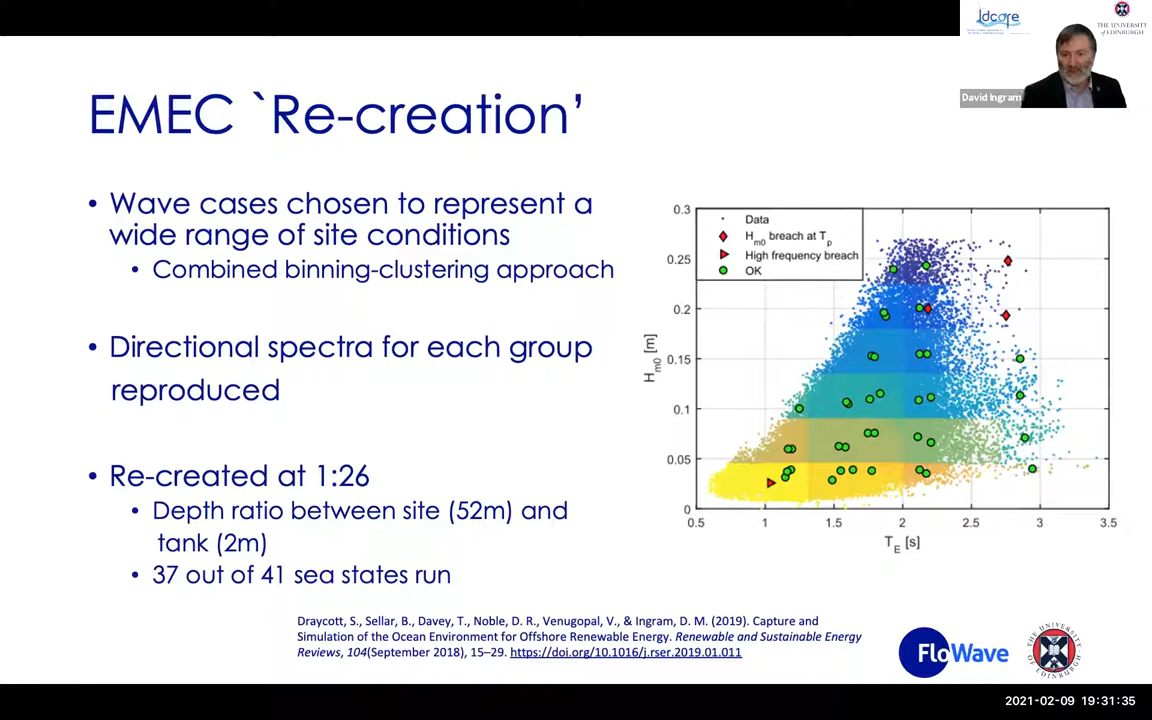 Idcore
THE UNIVERSITY
of EDINBURGH
David Ingram
EMEC `Re-creation’
• Wave cases chosen to represent a
wide range of site conditions
• Combined binning-clustering approach
• Directional spectra for each group
reproduced
• Re-created at 1:26
• Depth ratio between site (52m) and
tank (2m)
• 37 out of 41 sea states run
Data
Hm0 breach at Tp
High frequency breach
OK
0.3
0.25
0.2
0.15
0.1
0.05
0
Hm0 [m]
0.5 1 1.5 2 2.5 3 3.5
TE [s]
Draycott, S., Sellar, B., Davey, T., Noble, D. R., Venugopal, V., & Ingram, D. M. (2019). Capture and
Simulation of the Ocean Environment for Offshore Renewable Energy. Renewable and Sustainable Energy
Reviews, 104(September 2018), 15–29. https://doi.org/10.1016/j.rser.2019.01.011
FloWave
2021-02-09 19:31:35